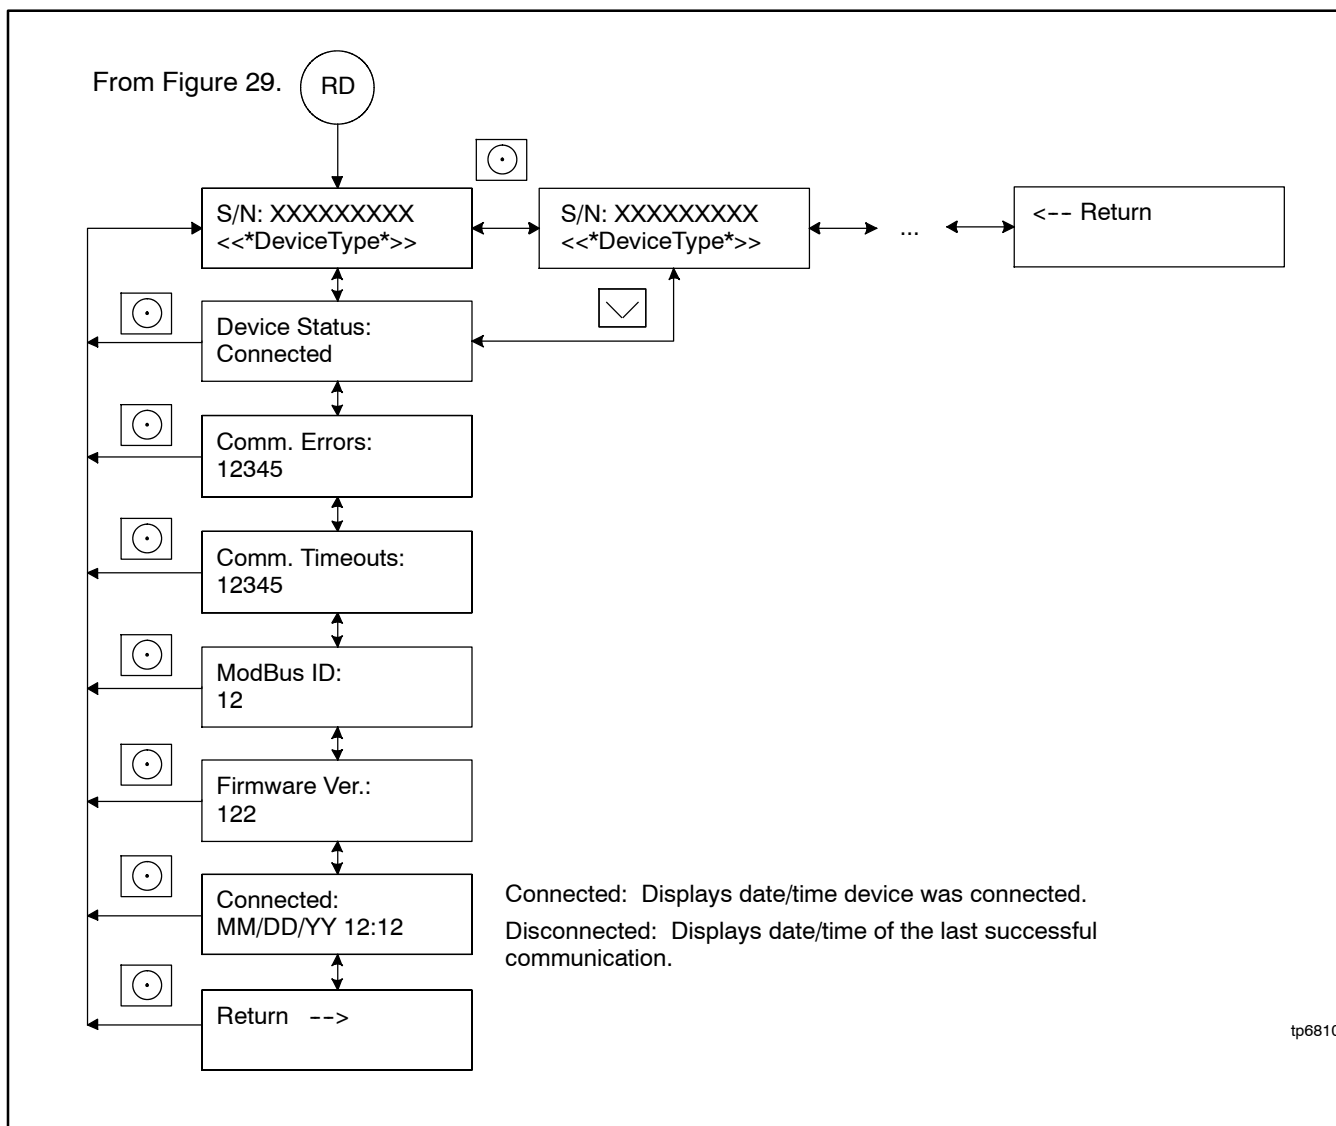 From Figure 29.
RD
S/N: XXXXXXXXX
<<*DeviceType*>>
S/N: XXXXXXXXX
<<*DeviceType*>>
...
<-- Return
Device Status:
Connected
Comm. Errors:
12345
Comm. Timeouts:
12345
ModBus ID:
12
Firmware Ver.:
122
Connected:
MM/DD/YY 12:12
Connected:  Displays date/time device was connected.
Disconnected:  Displays date/time of the last successful
communication.
Return   -->
tp6810